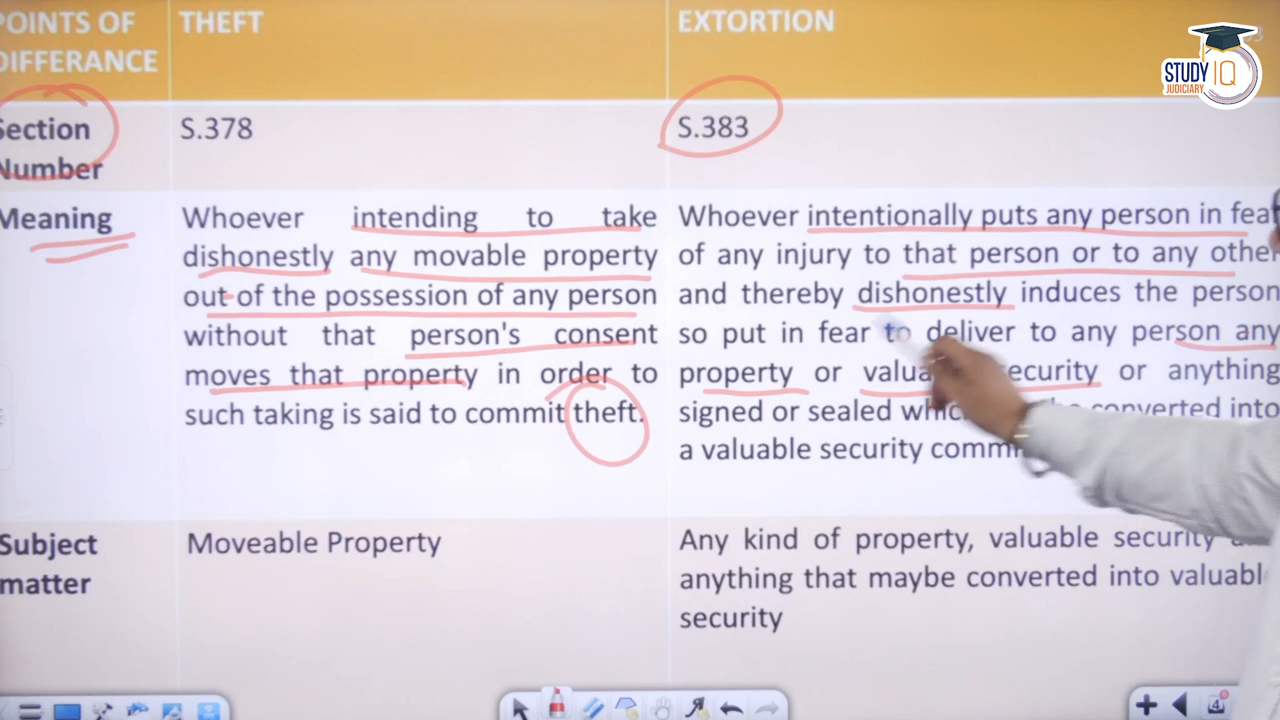 POINTS OF
DIFFERANCE
THEFT
EXTORTION
STUDY IQ
JUDICIARY
Section
Number
S.378
S.383
Meaning
Whoever intending to take
dishonestly any movable property
out of the possession of any person
without that person's consent
moves that property in order to
such taking is said to commit theft.
Whoever intentionally puts any person in fear
of any injury to that person or to any other
and thereby dishonestly induces the person
so put in fear to deliver to any person any
property or security or anything
signed or sealed converted into
a valuable security
Subject
matter
Moveable Property
Any kind of property, valuable security
anything that maybe converted into valuable
security
4